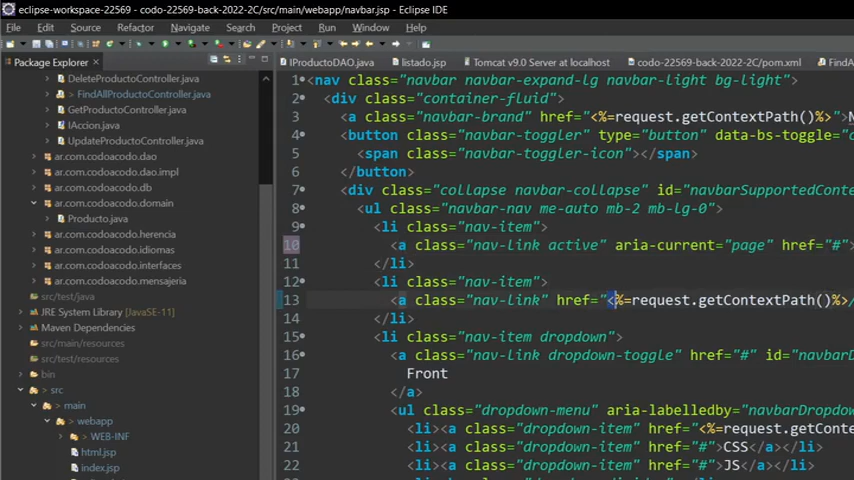 eclipse-workspace-22569 - codo-22569-back-2022-2C/src/main/webapp/navbar.jsp - Eclipse IDE
File Edit Source Refactor Navigate Search Project Run Window Help
Package Explorer ×
IProductoDAO.java listado.jsp Tomcat v9.0 Server at localhost codo-22569-back-2022-2C/pom.xml FindAl
DeleteProductoController.java
> FindAllProductoController.java
GetProductoController.java
IAccion.java
UpdateProductoController.java
ar.com.codoacodo.dao
ar.com.codoacodo.dao.impl
ar.com.codoacodo.db
ar.com.codoacodo.domain
Producto.java
ar.com.codoacodo.herencia
ar.com.codoacodo.idiomas
ar.com.codoacodo.interfaces
ar.com.codoacodo.mensajeria
src/test/java
JRE System Library [JavaSE-11]
Maven Dependencies
src/main/resources
src/test/resources
bin
> src
> main
> webapp
> WEB-INF
html.jsp
index.jsp
1 <nav class="navbar navbar-expand-lg navbar-light bg-light">
2 <div class="container-fluid">
3 <a class="navbar-brand" href="<%=request.getContextPath()%>">
4 <button class="navbar-toggler" type="button" data-bs-toggle="c
5 <span class="navbar-toggler-icon"></span>
6 </button>
7 <div class="collapse navbar-collapse" id="navbarSupportedConte
8 <ul class="navbar-nav me-auto mb-2 mb-lg-0">
9 <li class="nav-item">
10 <a class="nav-link active" aria-current="page" href="#">
11 </li>
12 <li class="nav-item">
13 <a class="nav-link" href="<%=request.getContextPath()%>/
14 </li>
15 <li class="nav-item dropdown">
16 <a class="nav-link dropdown-toggle" href="#" id="navbarD
17 Front
18 </a>
19 <ul class="dropdown-menu" aria-labelledby="navbarDropdow
20 <li><a class="dropdown-item" href="<%=request.getConte
21 <li><a class="dropdown-item" href="#">CSS</a></li>
22 <li><a class="dropdown-item" href="#">JS</a></li>